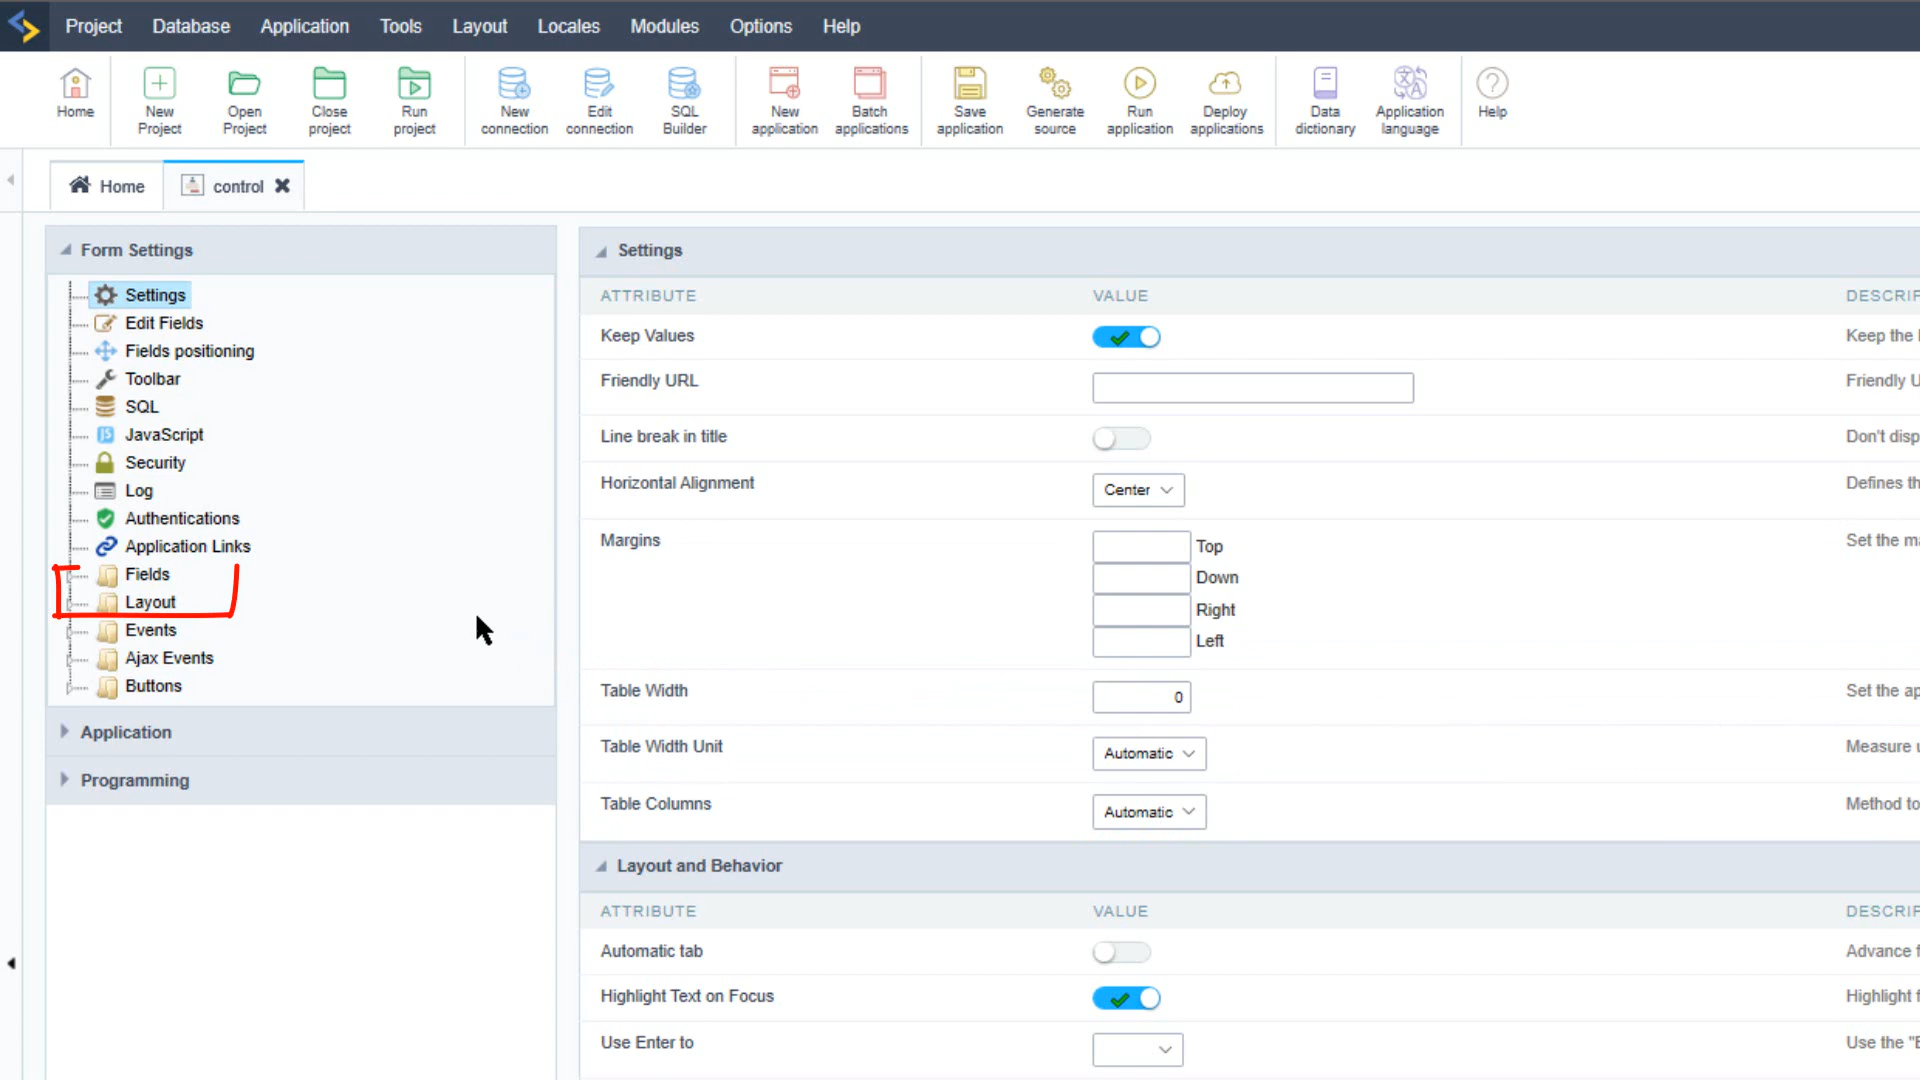 Project Database Application Tools Layout Locales Modules Options Help
Home
New Project
Open Project
Close project
Run project
New connection
Edit connection
SQL Builder
New application
Batch applications
Save application
Generate source
Run application
Deploy applications
Data dictionary
Application language
Help
Home
control
Form Settings
Settings
Edit Fields
Fields positioning
Toolbar
SQL
JavaScript
Security
Log
Authentications
Application Links
Fields
Layout
Events
Ajax Events
Buttons
Application
Programming
Settings
ATTRIBUTE VALUE DESCRIP
Keep Values Keep the
Friendly URL Friendly U
Line break in title Don't disp
Horizontal Alignment Center Defines th
Margins Top Set the ma
Down
Right
Left
Table Width 0 Set the ap
Table Width Unit Automatic Measure u
Table Columns Automatic Method to
Layout and Behavior
ATTRIBUTE VALUE DESCRIP
Automatic tab Advance f
Highlight Text on Focus Highlight f
Use Enter to Use the "E